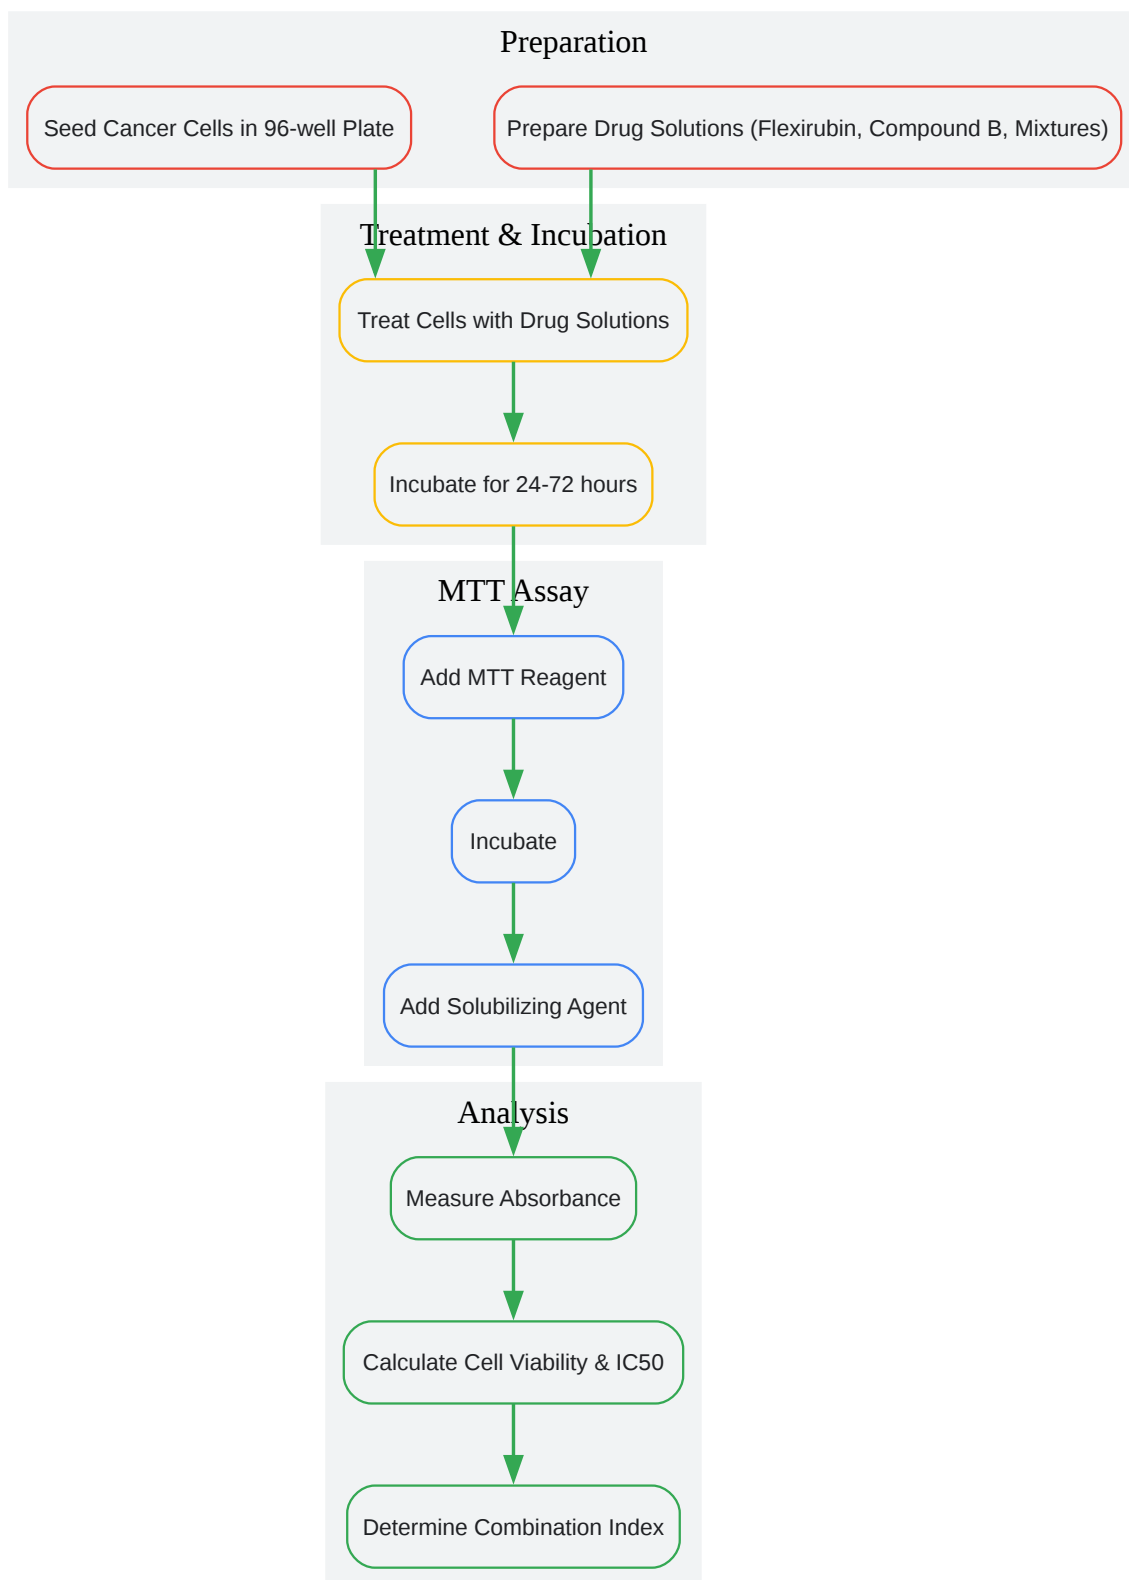 Preparation
Seed Cancer Cells in 96-well Plate
Prepare Drug Solutions (Flexirubin, Compound B, Mixtures)
Treatment & Incubation
Treat Cells with Drug Solutions
Incubate for 24-72 hours
MTT Assay
Add MTT Reagent
Incubate
Add Solubilizing Agent
Analysis
Measure Absorbance
Calculate Cell Viability & IC50
Determine Combination Index